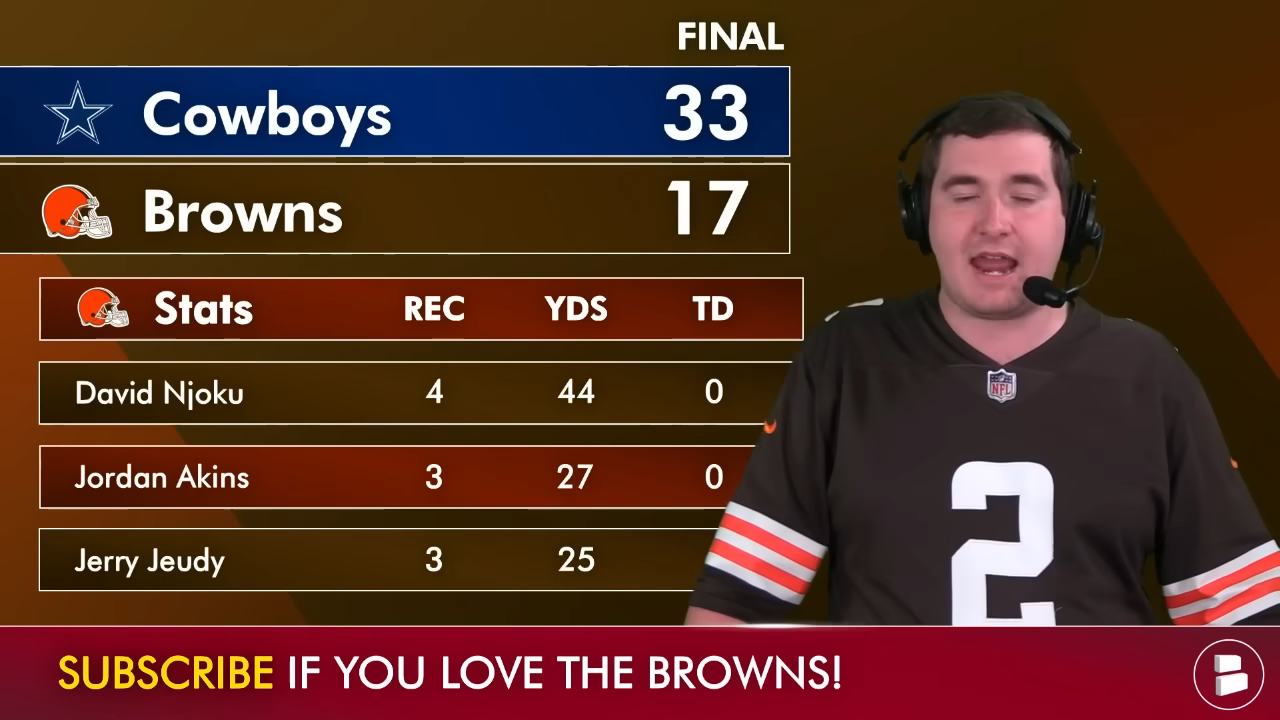 FINAL
Cowboys 33
Browns 17
Stats REC YDS TD
David Njoku 4 44 0
Jordan Akins 3 27 0
Jerry Jeudy 3 25
NFL
2
SUBSCRIBE IF YOU LOVE THE BROWNS!
B